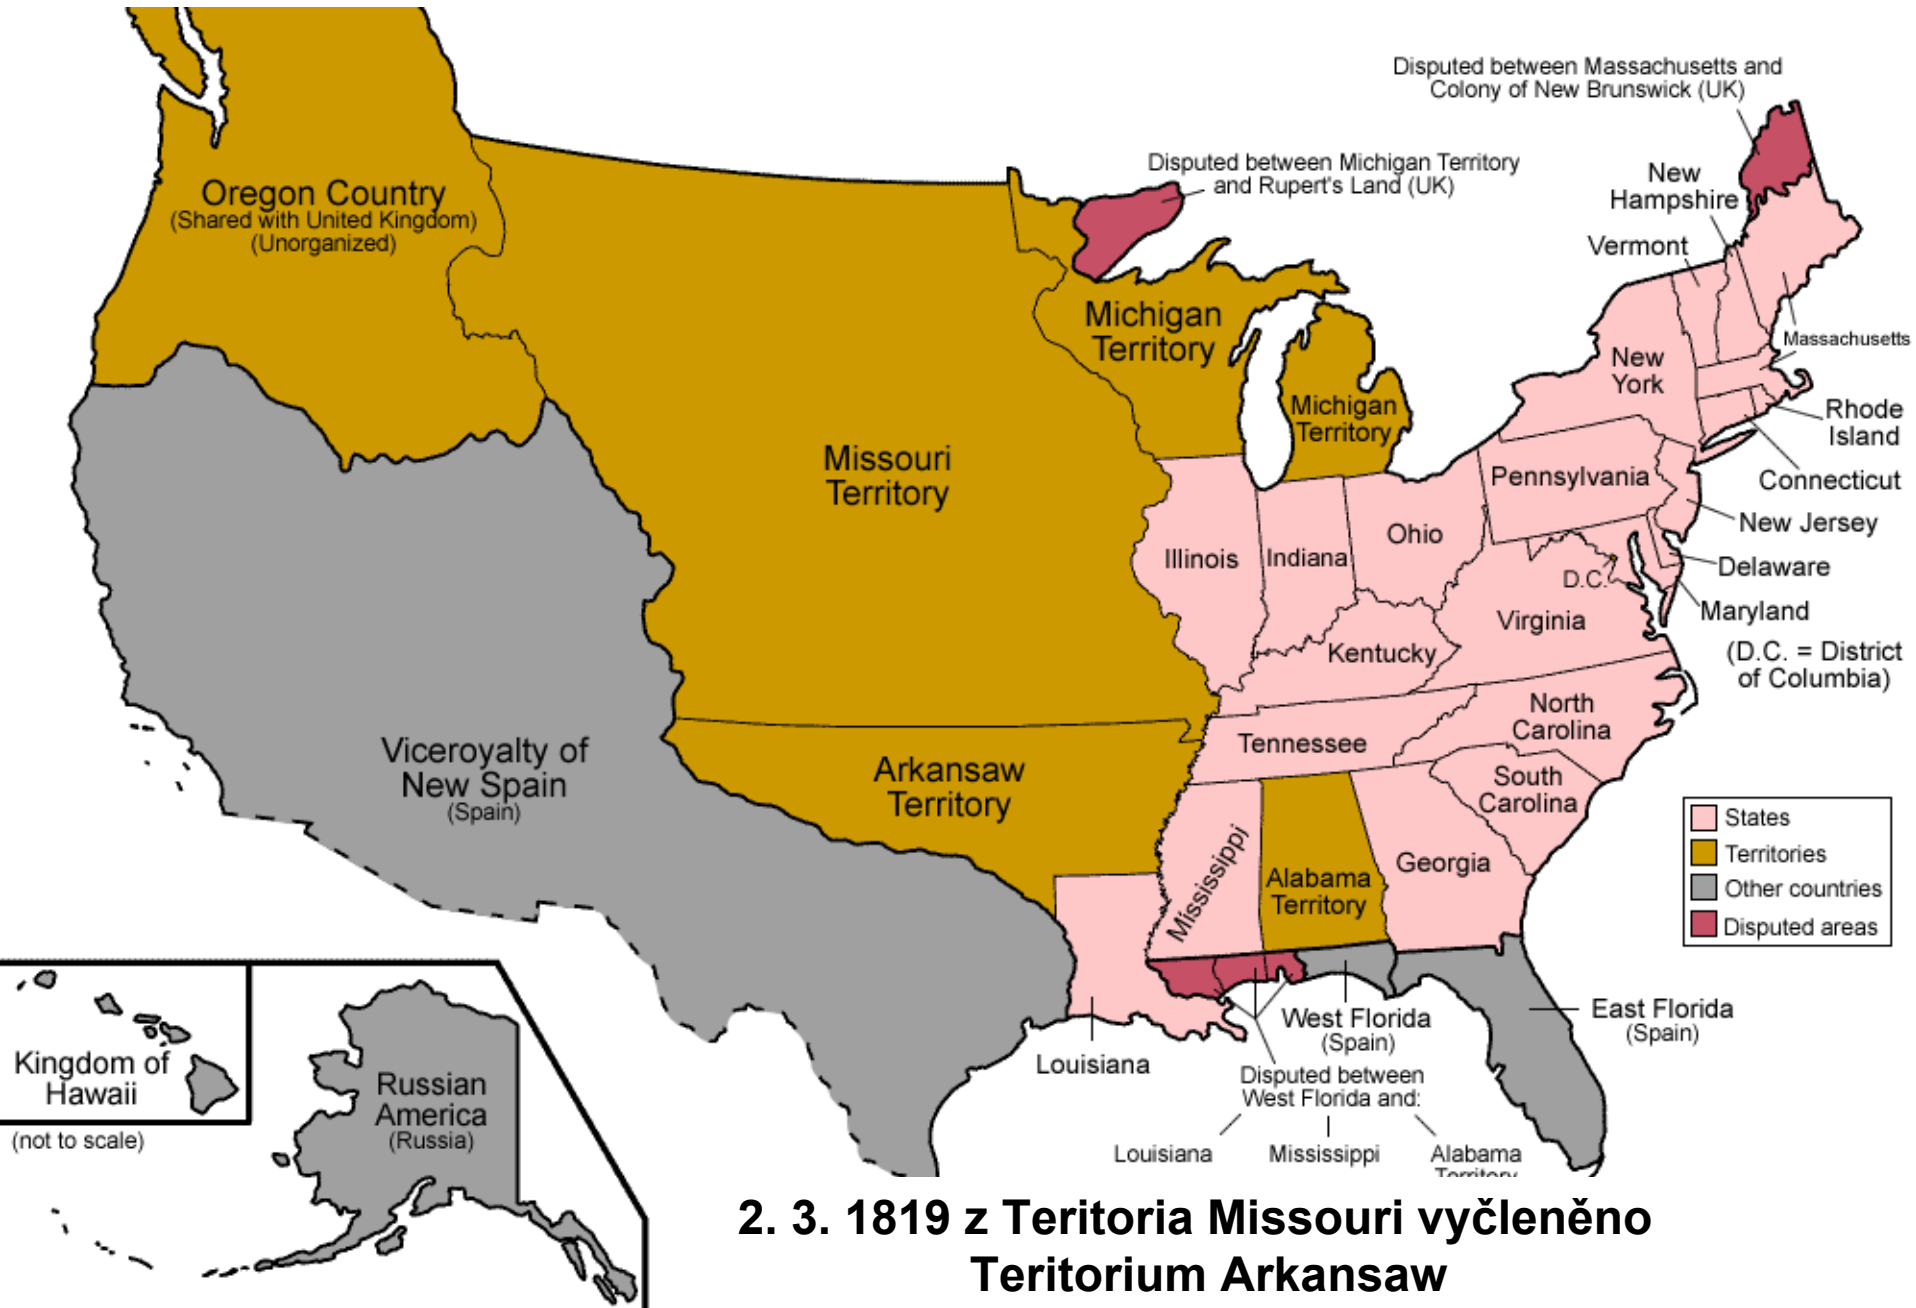 Disputed between Massachusetts and
Colony of New Brunswick (UK)
Disputed between Michigan Territory
and Rupert's Land (UK)
New
Hampshire
Vermont
Oregon Country
(Shared with United Kingdom)
(Unorganized)
Michigan
Territory
Massachusetts
New
York
Michigan
Territory
Rhode
Island
Missouri
Territory
Pennsylvania
Connecticut
New Jersey
Ohio
Illinois
Indiana
D.C.
Delaware
Maryland
Virginia
Kentucky
(D.C. = District
of Columbia)
North
Carolina
Tennessee
Viceroyalty of
New Spain
(Spain)
Arkansaw
Territory
South
Carolina
States
Territories
Other countries
Disputed areas
Mississippi
Alabama
Territory
Georgia
East Florida
(Spain)
West Florida
(Spain)
Louisiana
Disputed between
West Florida and:
Louisiana
Mississippi
Alabama
Territory
Kingdom of
Hawaii
(not to scale)
Russian
America
(Russia)
2. 3. 1819 z Teritoria Missouri vyčleněno
Teritorium Arkansaw